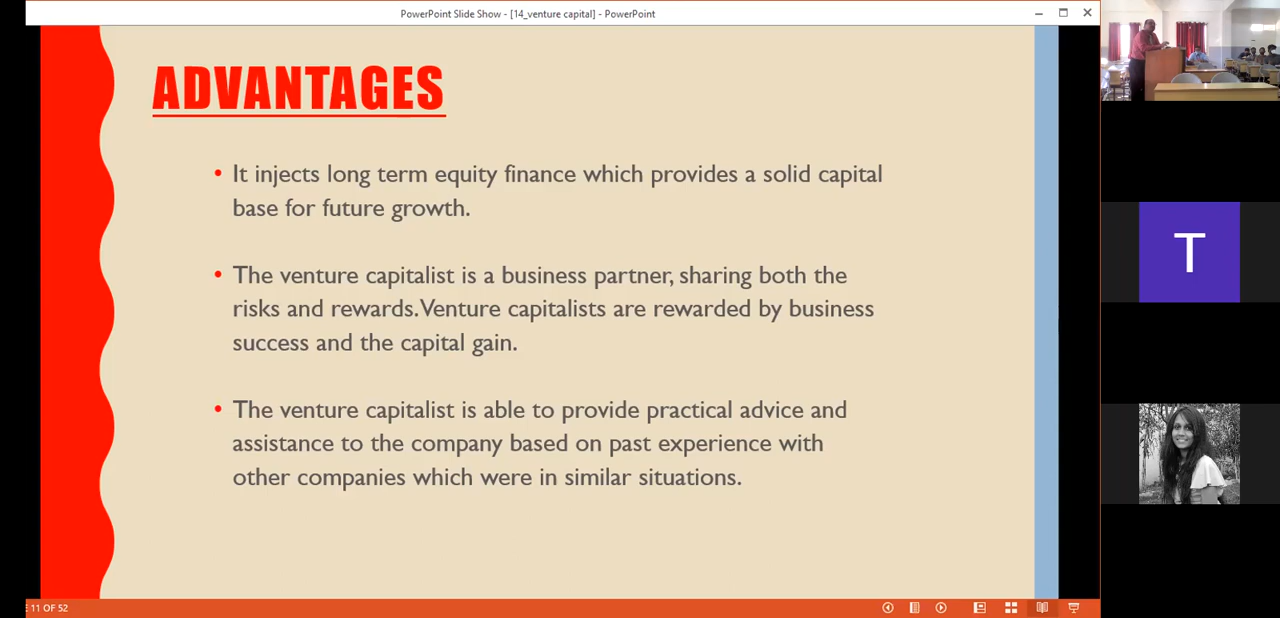 PowerPoint Slide Show - [14_venture capital] - PowerPoint
ADVANTAGES
• It injects long term equity finance which provides a solid capital
base for future growth.
• The venture capitalist is a business partner, sharing both the
risks and rewards. Venture capitalists are rewarded by business
success and the capital gain.
• The venture capitalist is able to provide practical advice and
assistance to the company based on past experience with
other companies which were in similar situations.
T
11 OF 52